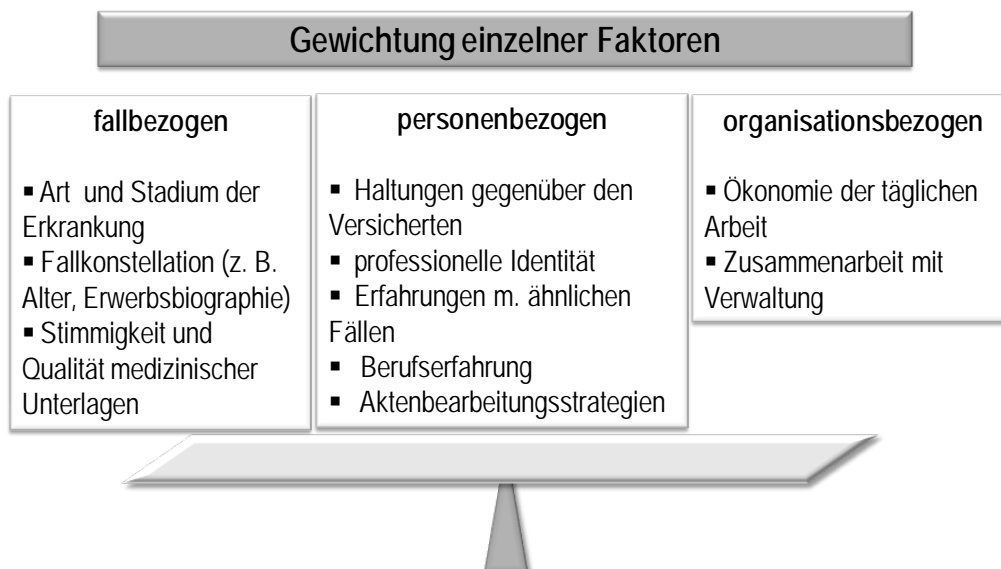 Gewichtung einzelner Faktoren
fallbezogen
▪ Art und Stadium der
Erkrankung
▪ Fallkonstellation (z. B.
Alter, Erwerbsbiographie)
▪ Stimmigkeit und
Qualität medizinischer
Unterlagen
personenbezogen
▪ Haltungen gegenüber den
Versicherten
▪ professionelle Identität
▪ Erfahrungen m. ähnlichen
Fällen
▪ Berufserfahrung
▪ Aktenbearbeitungsstrategien
organisationsbezogen
▪ Ökonomie der täglichen
Arbeit
▪ Zusammenarbeit mit
Verwaltung